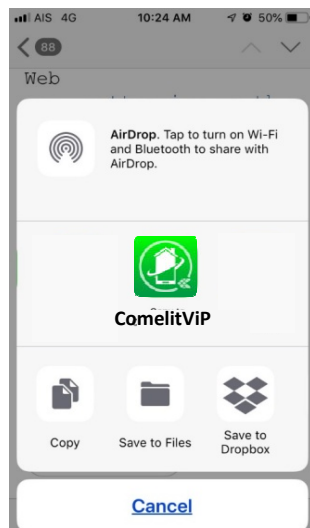 AIS 4G 10:24 AM 50%
88
Web
AirDrop. Tap to turn on Wi-Fi
and Bluetooth to share with
AirDrop.
ComelitViP
Copy
Save to Files
Save to
Dropbox
Cancel